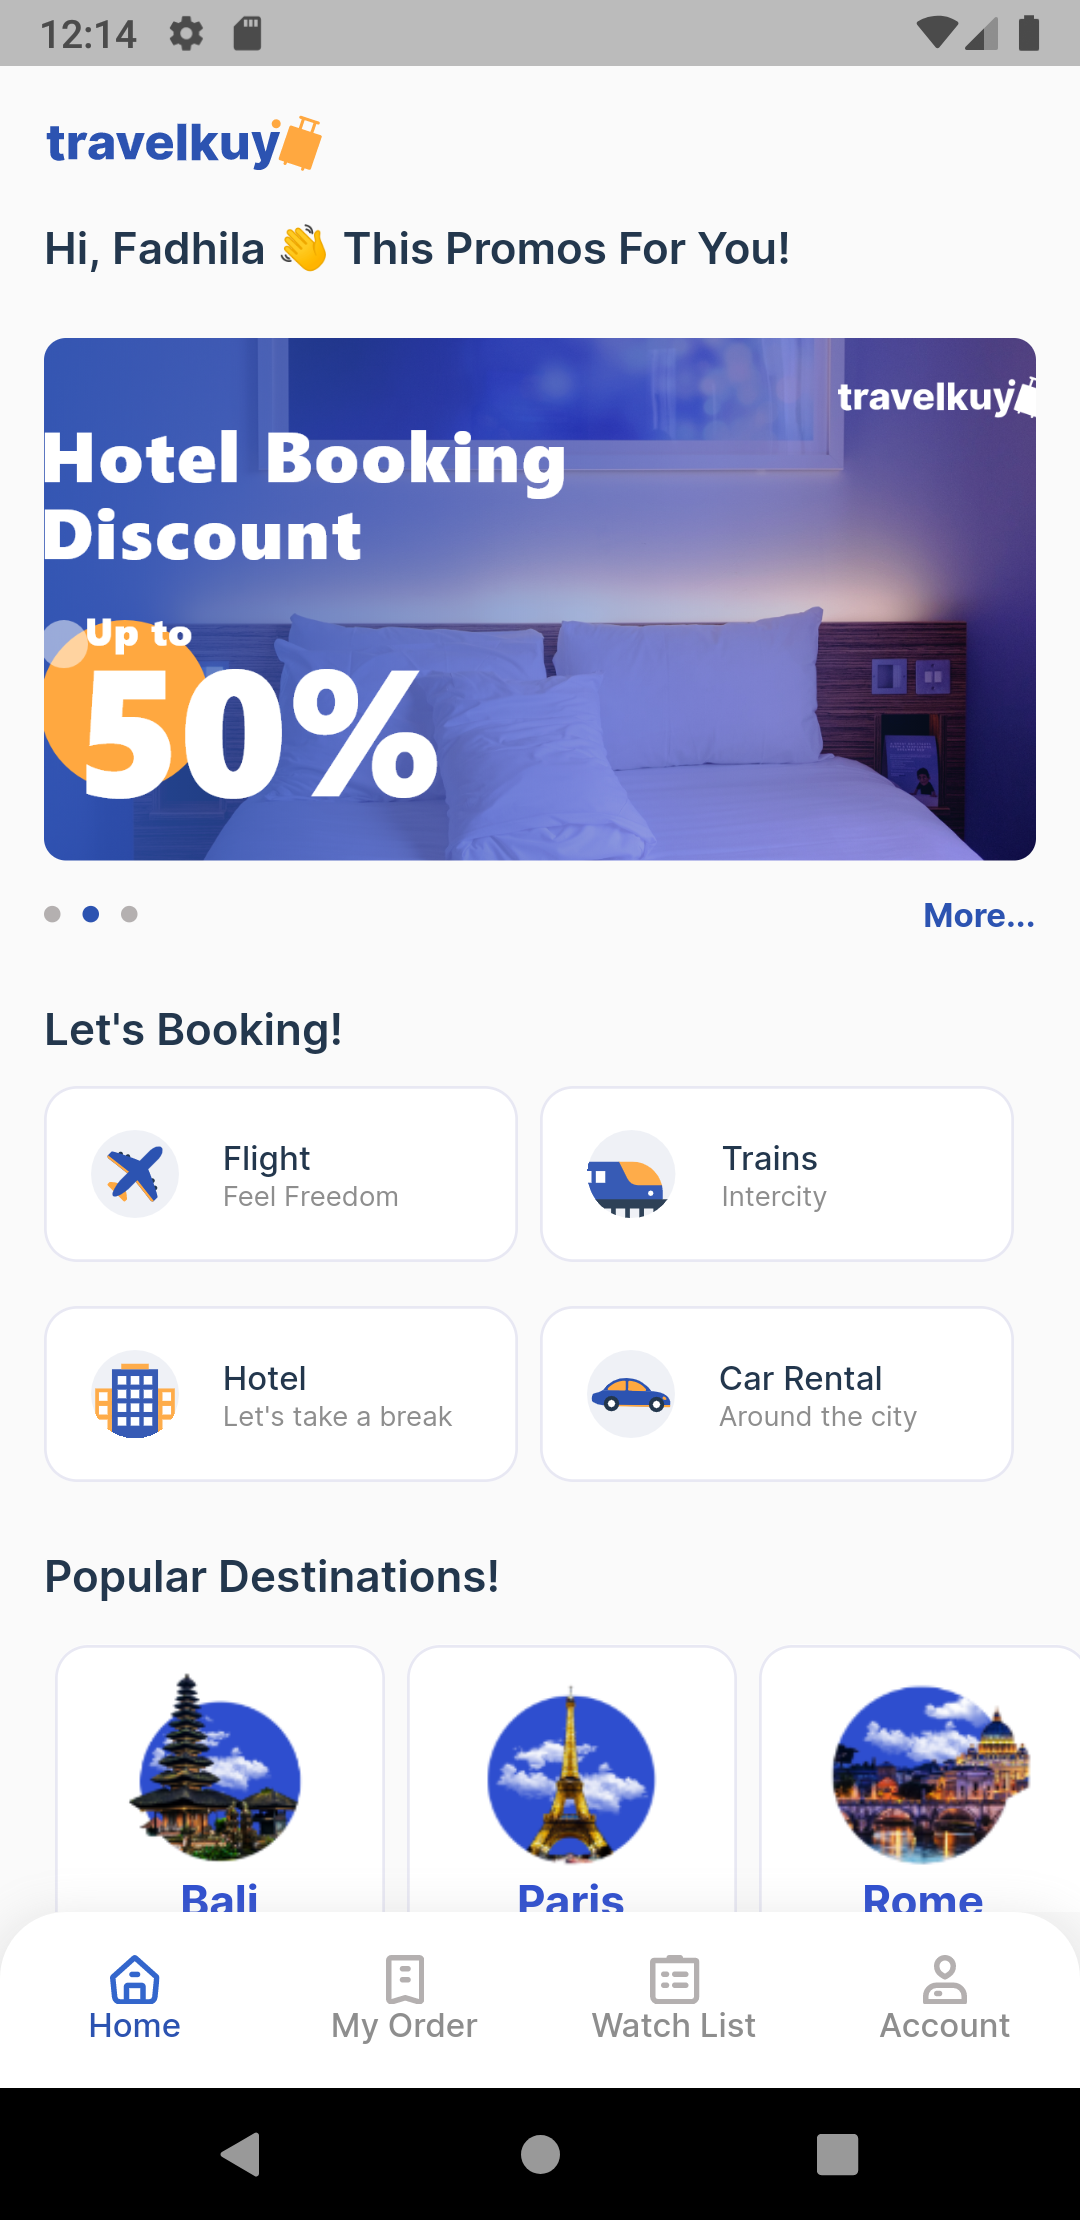 12:14
travelkuy
Hi, Fadhila 👋 This Promos For You!
travelkuy
Hotel Booking
Discount
Up to
50%
More...
Let's Booking!
Flight
Feel Freedom
Trains
Intercity
Hotel
Let's take a break
Car Rental
Around the city
Popular Destinations!
Bali
Paris
Rome
Home
My Order
Watch List
Account